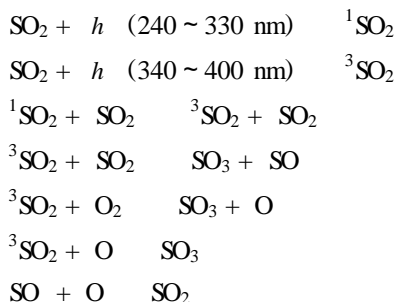 SO₂ + h (240 ~ 330 nm) ¹SO₂
SO₂ + h (340 ~ 400 nm) ³SO₂
¹SO₂ + SO₂ ³SO₂ + SO₂
³SO₂ + SO₂ SO₃ + SO
³SO₂ + O₂ SO₃ + O
³SO₂ + O SO₃
SO + O SO₂